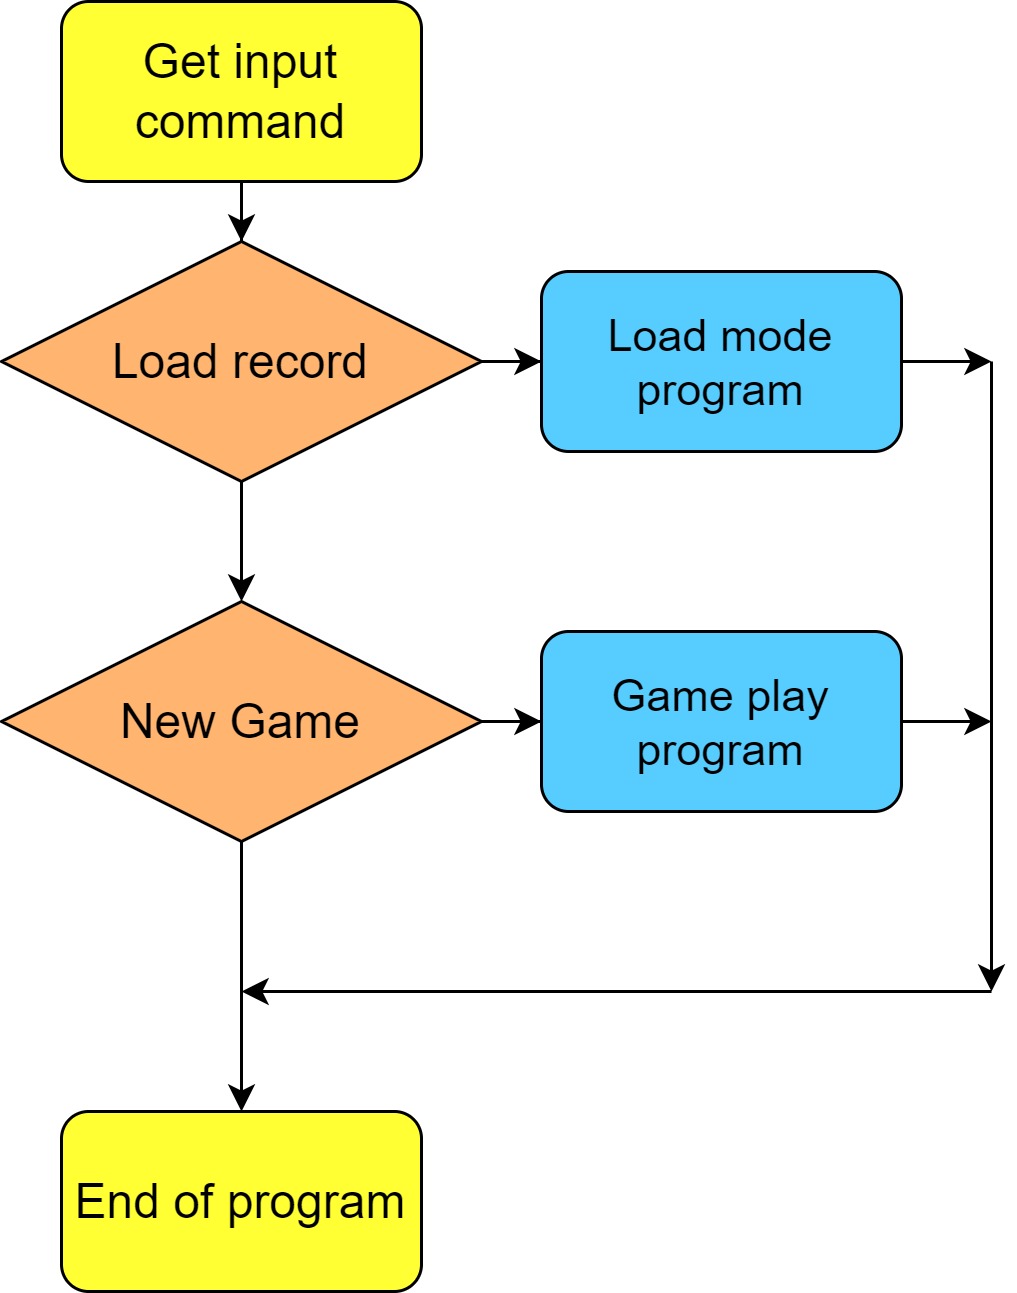 Get input
command
Load record
Load mode
program
New Game
Game play
program
End of program